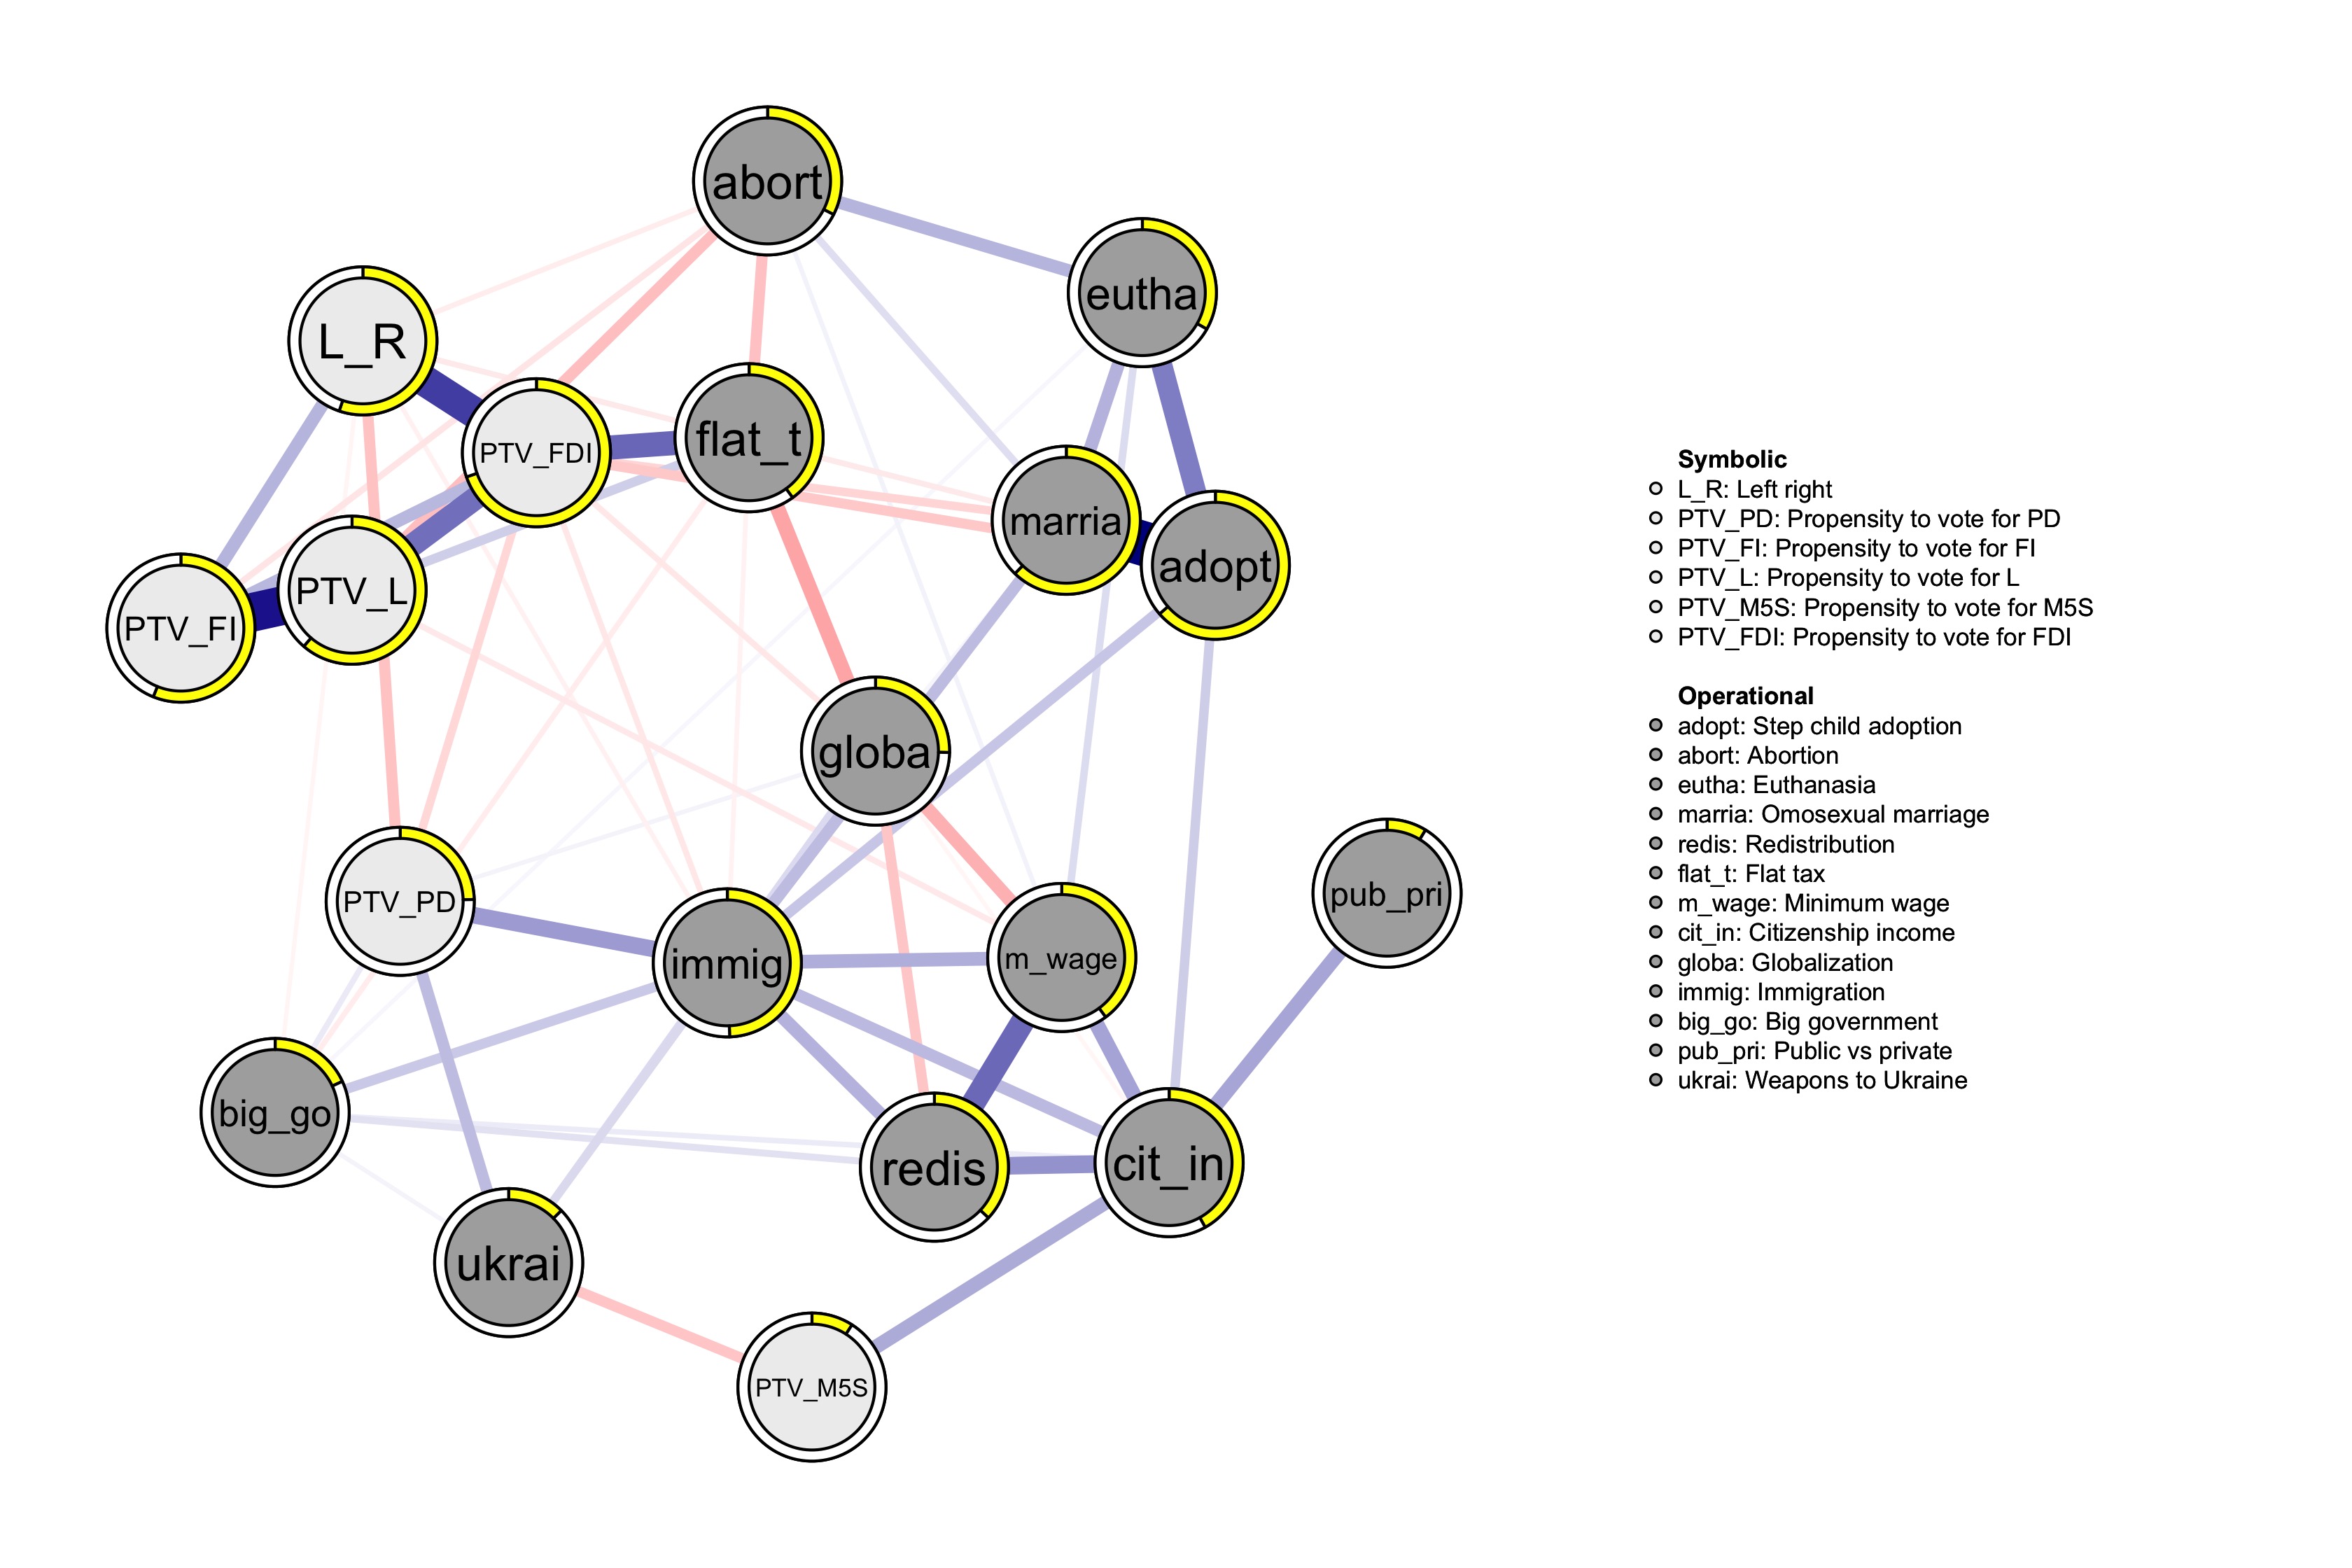 abort
eutha
L_R
PTV_FDI
flat_t
marria
adopt
PTV_FI
PTV_L
globa
PTV_PD
immig
m_wage
pub_pri
big_go
redis
cit_in
ukrai
PTV_M5S
Symbolic
L_R: Left right
PTV_PD: Propensity to vote for PD
PTV_FI: Propensity to vote for FI
PTV_L: Propensity to vote for L
PTV_M5S: Propensity to vote for M5S
PTV_FDI: Propensity to vote for FDI
Operational
adopt: Step child adoption
abort: Abortion
eutha: Euthanasia
marria: Omosexual marriage
redis: Redistribution
flat_t: Flat tax
m_wage: Minimum wage
cit_in: Citizenship income
globa: Globalization
immig: Immigration
big_go: Big government
pub_pri: Public vs private
ukrai: Weapons to Ukraine